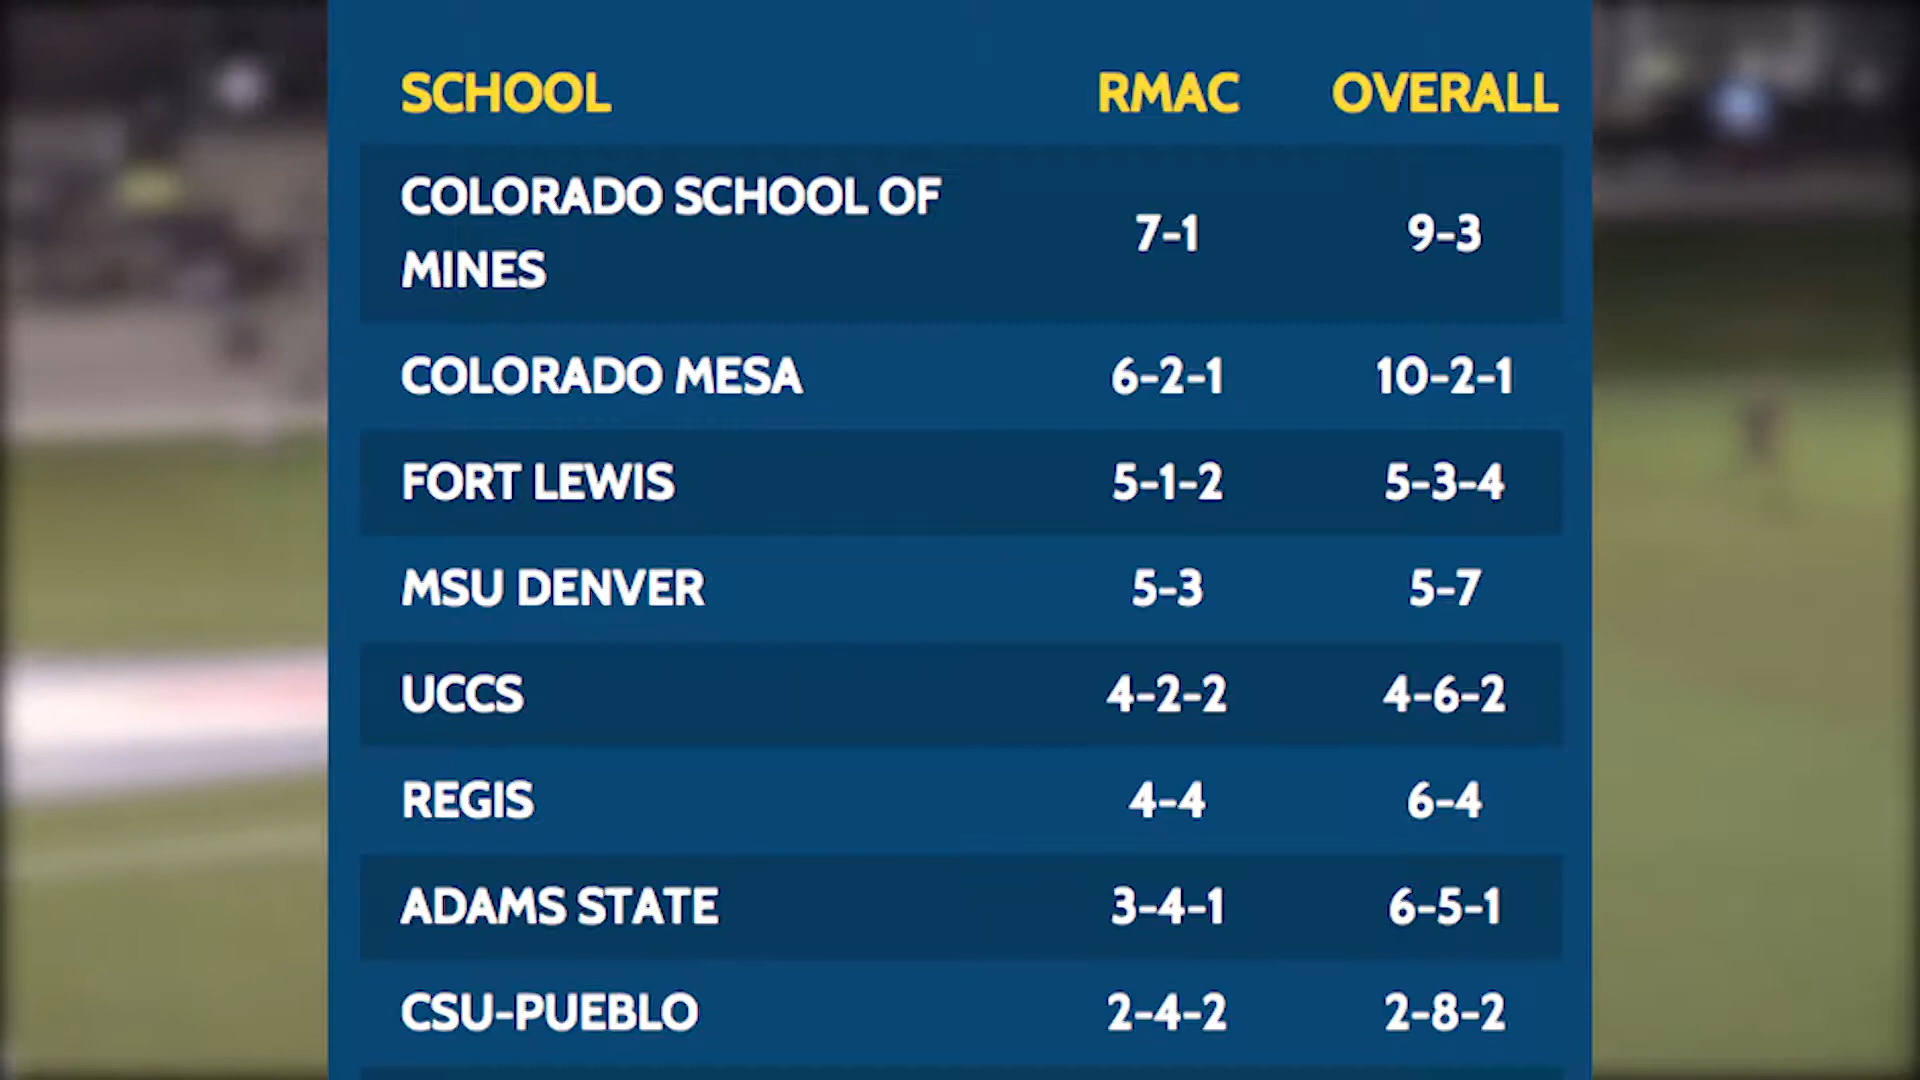 SCHOOL RMAC OVERALL
COLORADO SCHOOL OF
MINES 7-1 9-3
COLORADO MESA 6-2-1 10-2-1
FORT LEWIS 5-1-2 5-3-4
MSU DENVER 5-3 5-7
UCCS 4-2-2 4-6-2
REGIS 4-4 6-4
ADAMS STATE 3-4-1 6-5-1
CSU-PUEBLO 2-4-2 2-8-2